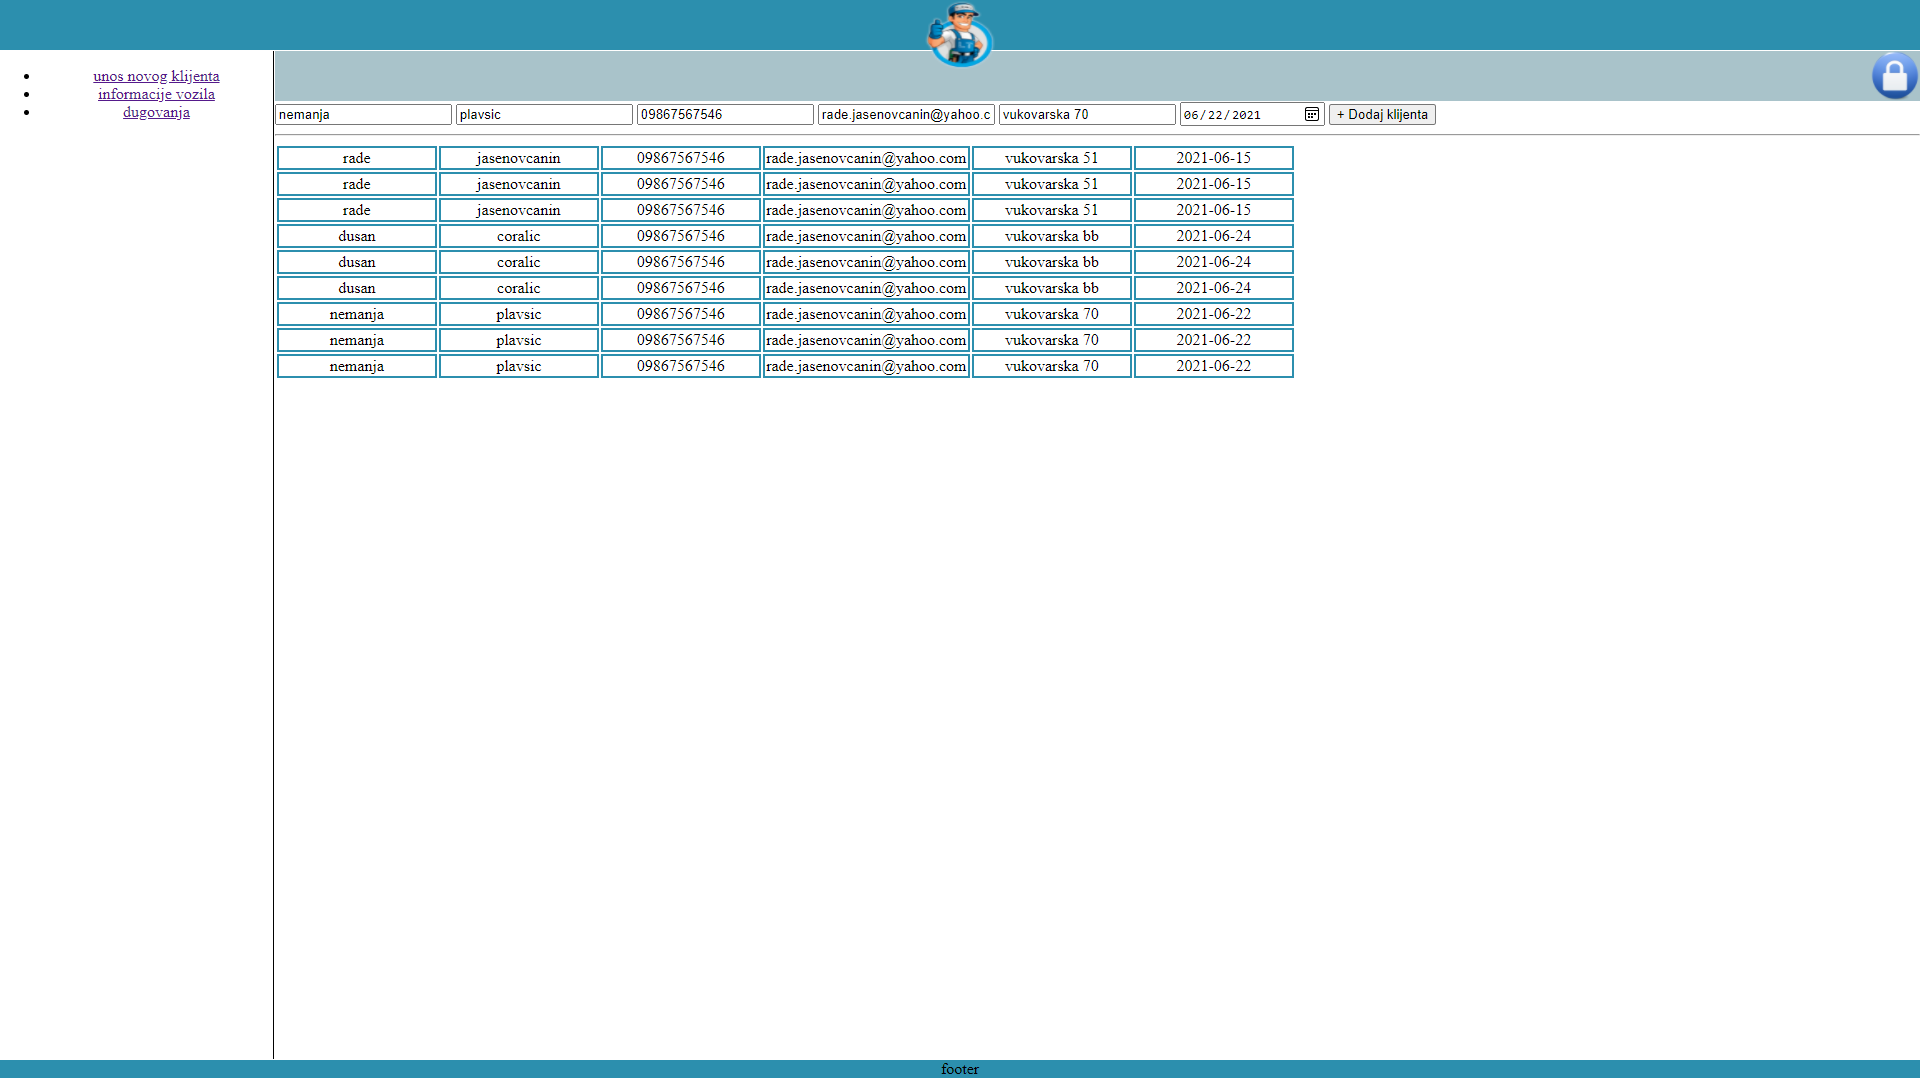 unos novog klijenta
informacije vozila
dugovanja
nemanja plavsic 09867567546 rade.jasenovcanin@yahoo.c vukovarska 70 06/22/2021 + Dodaj klijenta
rade jasenovcanin 09867567546 rade.jasenovcanin@yahoo.com vukovarska 51 2021-06-15
rade jasenovcanin 09867567546 rade.jasenovcanin@yahoo.com vukovarska 51 2021-06-15
rade jasenovcanin 09867567546 rade.jasenovcanin@yahoo.com vukovarska 51 2021-06-15
dusan coralic 09867567546 rade.jasenovcanin@yahoo.com vukovarska bb 2021-06-24
dusan coralic 09867567546 rade.jasenovcanin@yahoo.com vukovarska bb 2021-06-24
dusan coralic 09867567546 rade.jasenovcanin@yahoo.com vukovarska bb 2021-06-24
nemanja plavsic 09867567546 rade.jasenovcanin@yahoo.com vukovarska 70 2021-06-22
nemanja plavsic 09867567546 rade.jasenovcanin@yahoo.com vukovarska 70 2021-06-22
nemanja plavsic 09867567546 rade.jasenovcanin@yahoo.com vukovarska 70 2021-06-22
footer